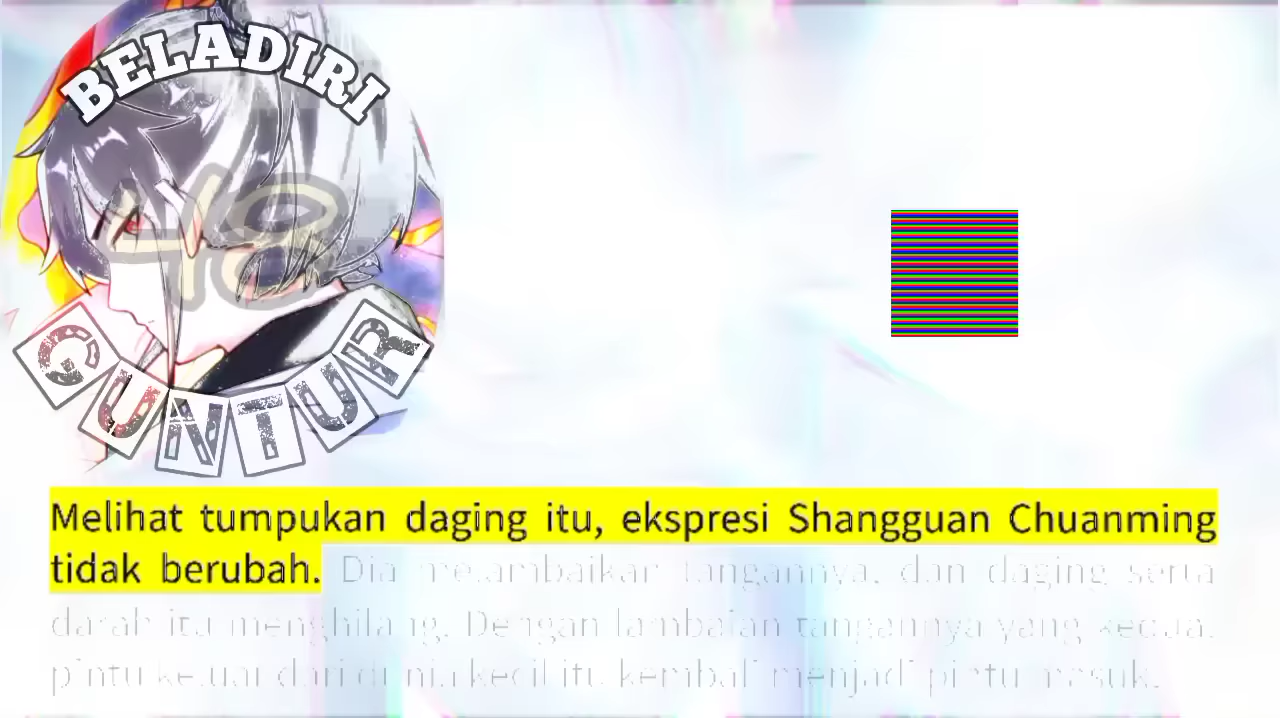 BELADIRI
GUNTUR
Melihat tumpukan daging itu, ekspresi Shangguan Chuanming
tidak berubah. Dia melambaikan tangannya, dan daging serta
darah itu menghilang. Dengan lambaian tangannya yang kedua,
pintu keluar dari dunia kecil itu kembali menjadi pintu masuk.